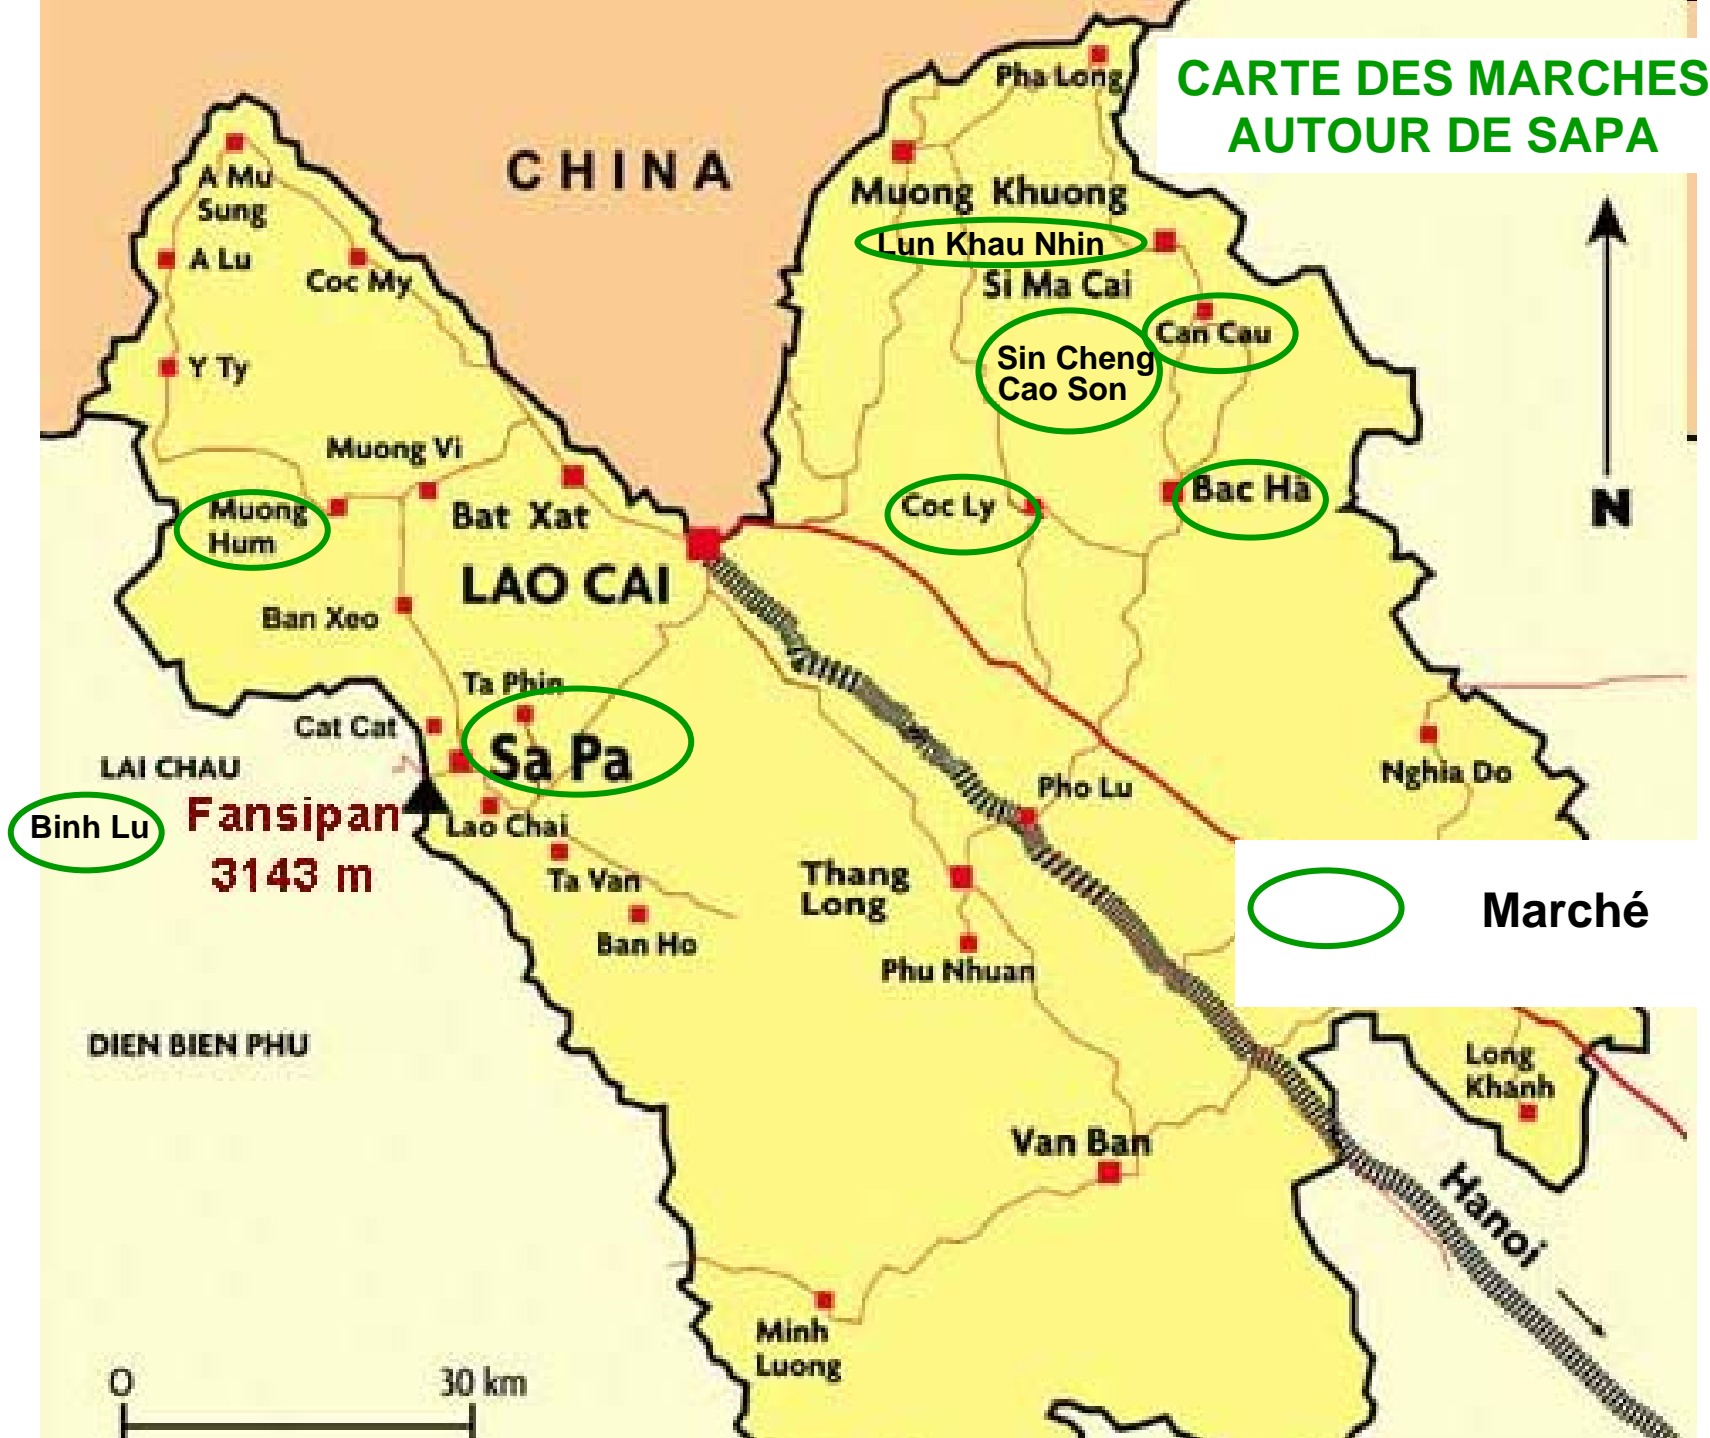 CARTE DES MARCHES
AUTOUR DE SAPA
Pha Long
CHINA
A Mu
Sung
Muong Khuong
Lun Khau Nhin
A Lu
Coc My
Si Ma Cai
Can Cau
Sin Cheng
Cao Son
Y Ty
Muong Vi
Bac Ha
Coc Ly
N
Muong
Hum
Bat Xat
LAO CAI
Ban Xeo
Ta Phin
Cat Cat
Sa Pa
LAI CHAU
Nghia Do
Pho Lu
Fansipan
3143 m
Binh Lu
Lao Chai
Ta Van
Thang
Long
Marché
Ban Ho
Phu Nhuan
DIEN BIEN PHU
Long
Khanh
Van Ban
Hanoi
Minh
Luong
0 30 km